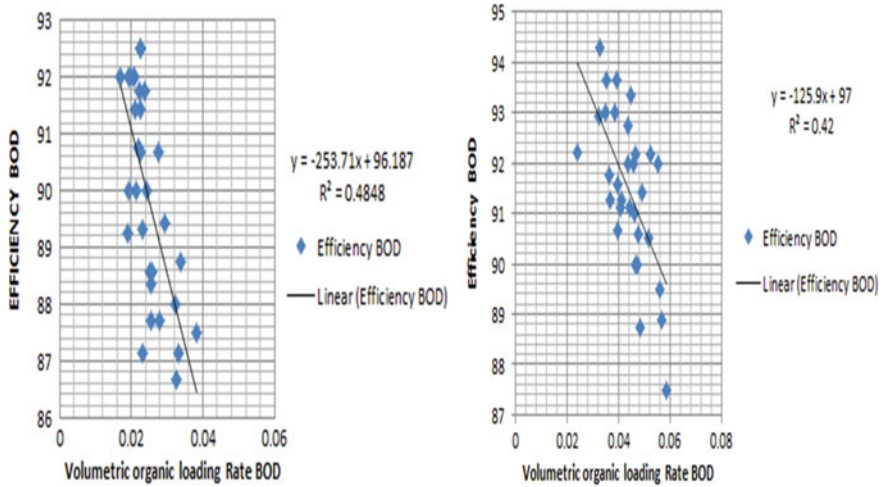 93
92
91
90
89
88
87
86
0
0.02
0.04
0.06
EFFICIENCY BOD
Volumetric organic loading Rate BOD
y = -253.71x + 96.187
R² = 0.4848
Efficiency BOD
Linear (Efficiency BOD)
95
94
93
92
91
90
89
88
87
0
0.02
0.04
0.06
0.08
Efficiency BOD
Volumetric organic loading Rate BOD
y = -125.9x + 97
R² = 0.42
Efficiency BOD
Linear (Efficiency BOD)